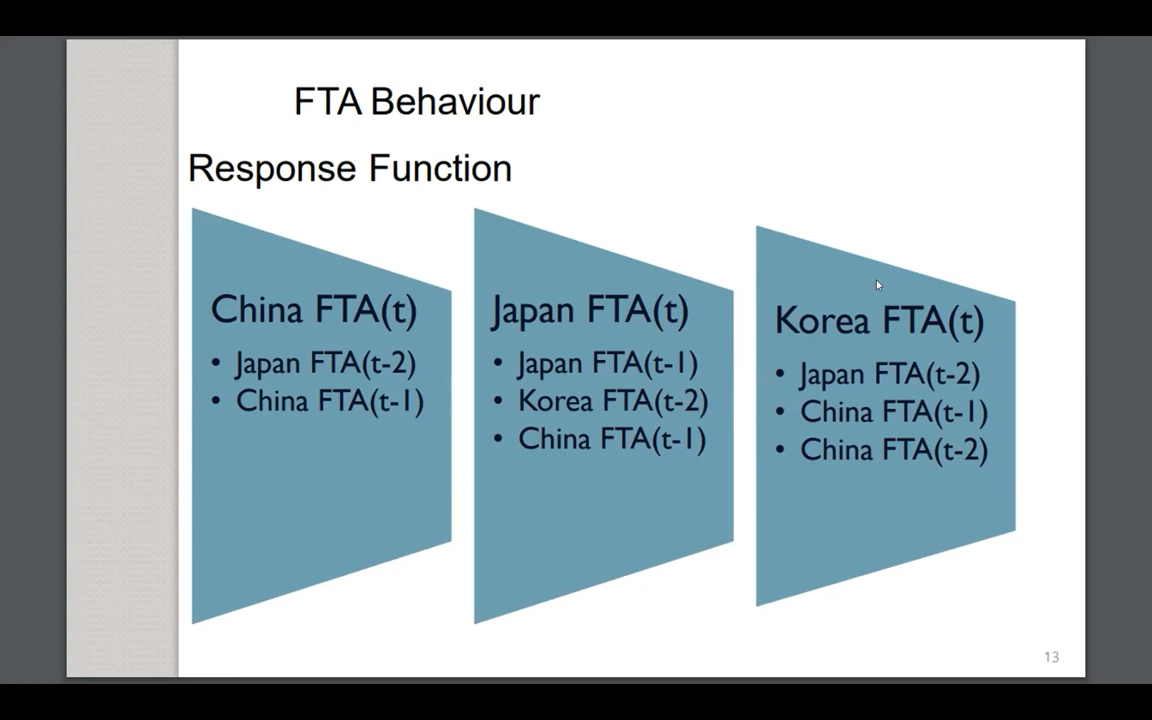 FTA Behaviour
Response Function
China FTA(t)
• Japan FTA(t-2)
• China FTA(t-1)
Japan FTA(t)
• Japan FTA(t-1)
• Korea FTA(t-2)
• China FTA(t-1)
Korea FTA(t)
• Japan FTA(t-2)
• China FTA(t-1)
• China FTA(t-2)
13